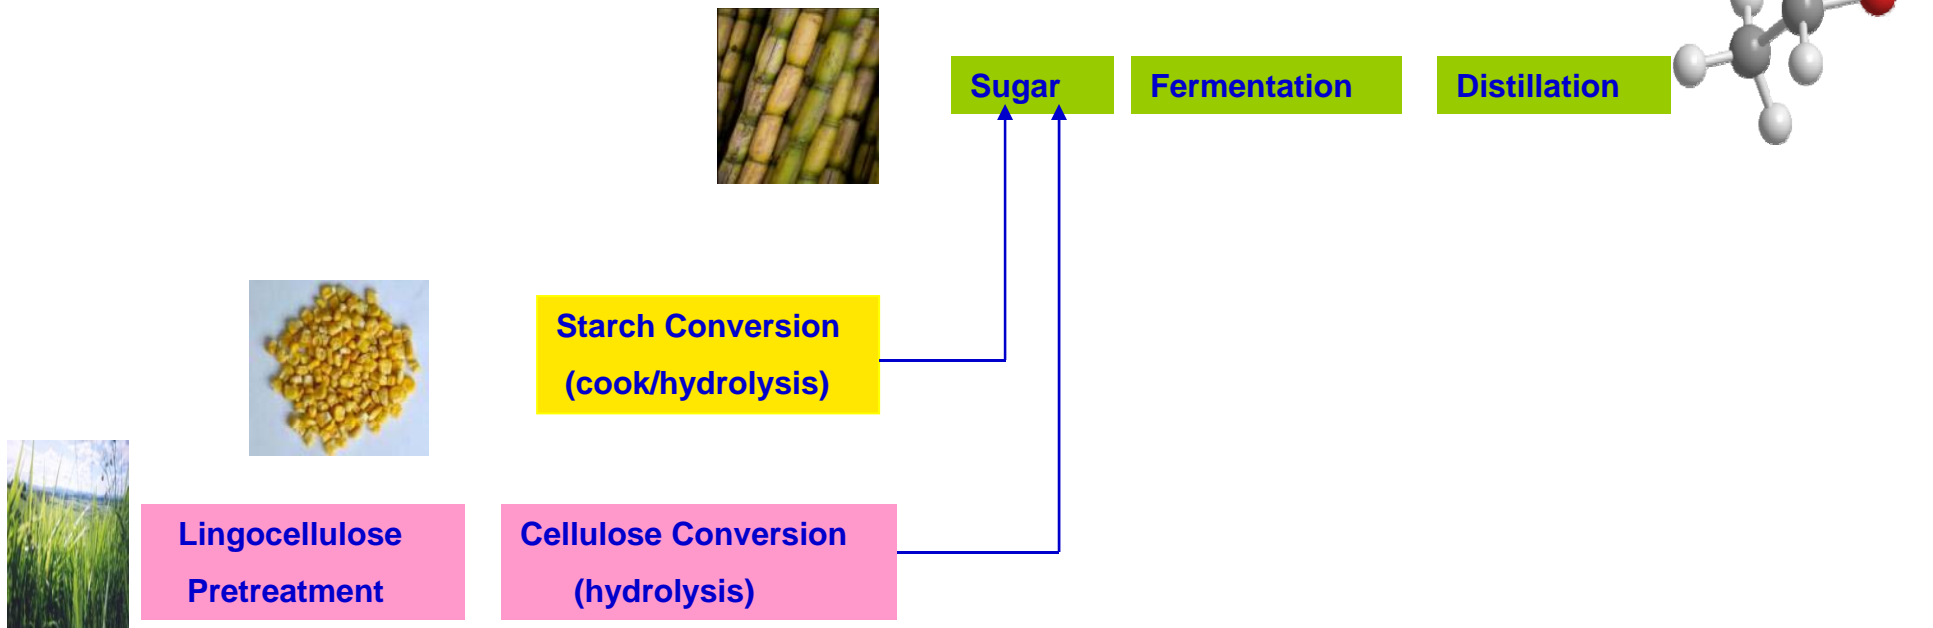 Sugar
Fermentation
Distillation
Starch Conversion
(cook/hydrolysis)
Lingocellulose
Pretreatment
Cellulose Conversion
(hydrolysis)